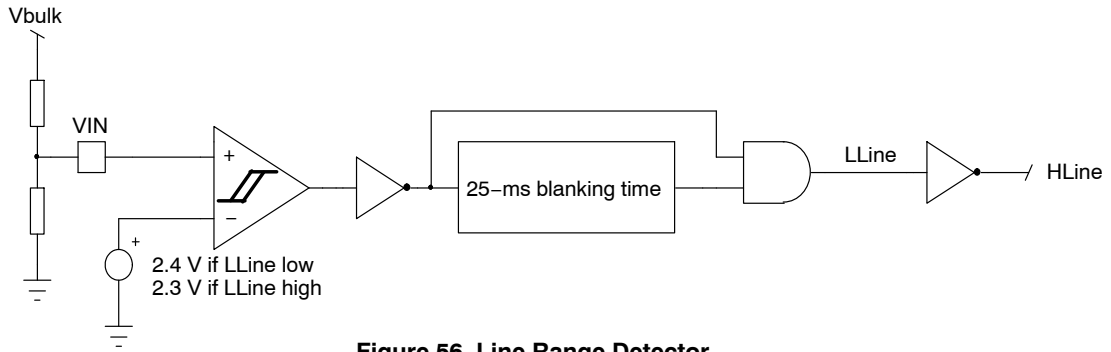 Vbulk
VIN
+
−
25−ms blanking time
LLine
HLine
+
2.4 V if LLine low
2.3 V if LLine high
Figure 56. Line Range Detector